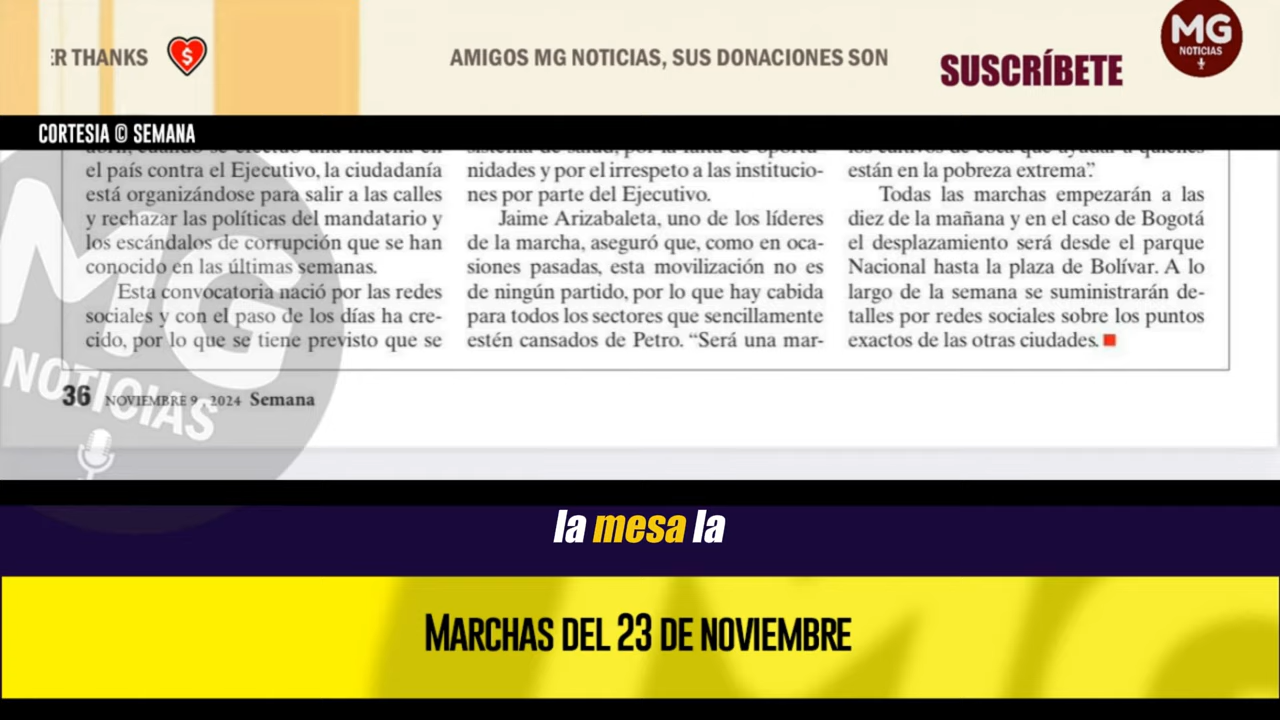 ER THANKS
AMIGOS MG NOTICIAS, SUS DONACIONES SON
SUSCRÍBETE
MG
NOTICIAS
CORTESIA © SEMANA
el país contra el Ejecutivo, la ciudadanía
está organizándose para salir a las calles
y rechazar las políticas del mandatario y
los escándalos de corrupción que se han
conocido en las últimas semanas.
Esta convocatoria nació por las redes
sociales y con el paso de los días ha cre-
cido, por lo que se tiene previsto que se
nidades y por el irrespeto a las institucio-
nes por parte del Ejecutivo.
Jaime Arizabaleta, uno de los líderes
de la marcha, aseguró que, como en oca-
siones pasadas, esta movilización no es
de ningún partido, por lo que hay cabida
para todos los sectores que sencillamente
estén cansados de Petro. “Será una mar-
están en la pobreza extrema”.
Todas las marchas empezarán a las
diez de la mañana y en el caso de Bogotá
el desplazamiento será desde el parque
Nacional hasta la plaza de Bolívar. A lo
largo de la semana se suministrarán de-
talles por redes sociales sobre los puntos
exactos de las otras ciudades.
MG
NOTICIAS
36 NOVIEMBRE 9, 2024 Semana
la mesa la
MARCHAS DEL 23 DE NOVIEMBRE